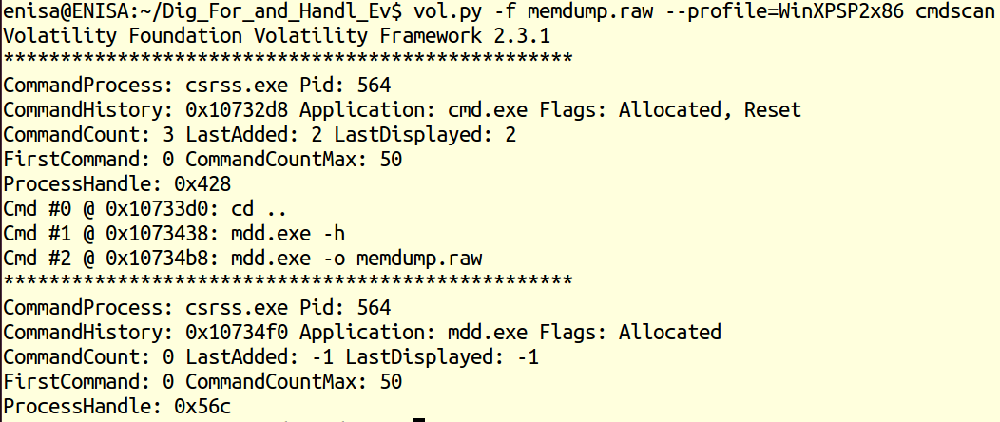 enisa@ENISA:~/Dig_For_and_Handl_Ev$ vol.py -f memdump.raw --profile=WinXPSP2x86 cmdscan
Volatility Foundation Volatility Framework 2.3.1
**************************************************
CommandProcess: csrss.exe Pid: 564
CommandHistory: 0x10732d8 Application: cmd.exe Flags: Allocated, Reset
CommandCount: 3 LastAdded: 2 LastDisplayed: 2
FirstCommand: 0 CommandCountMax: 50
ProcessHandle: 0x428
Cmd #0 @ 0x10733d0: cd ..
Cmd #1 @ 0x1073438: mdd.exe -h
Cmd #2 @ 0x10734b8: mdd.exe -o memdump.raw
**************************************************
CommandProcess: csrss.exe Pid: 564
CommandHistory: 0x10734f0 Application: mdd.exe Flags: Allocated
CommandCount: 0 LastAdded: -1 LastDisplayed: -1
FirstCommand: 0 CommandCountMax: 50
ProcessHandle: 0x56c